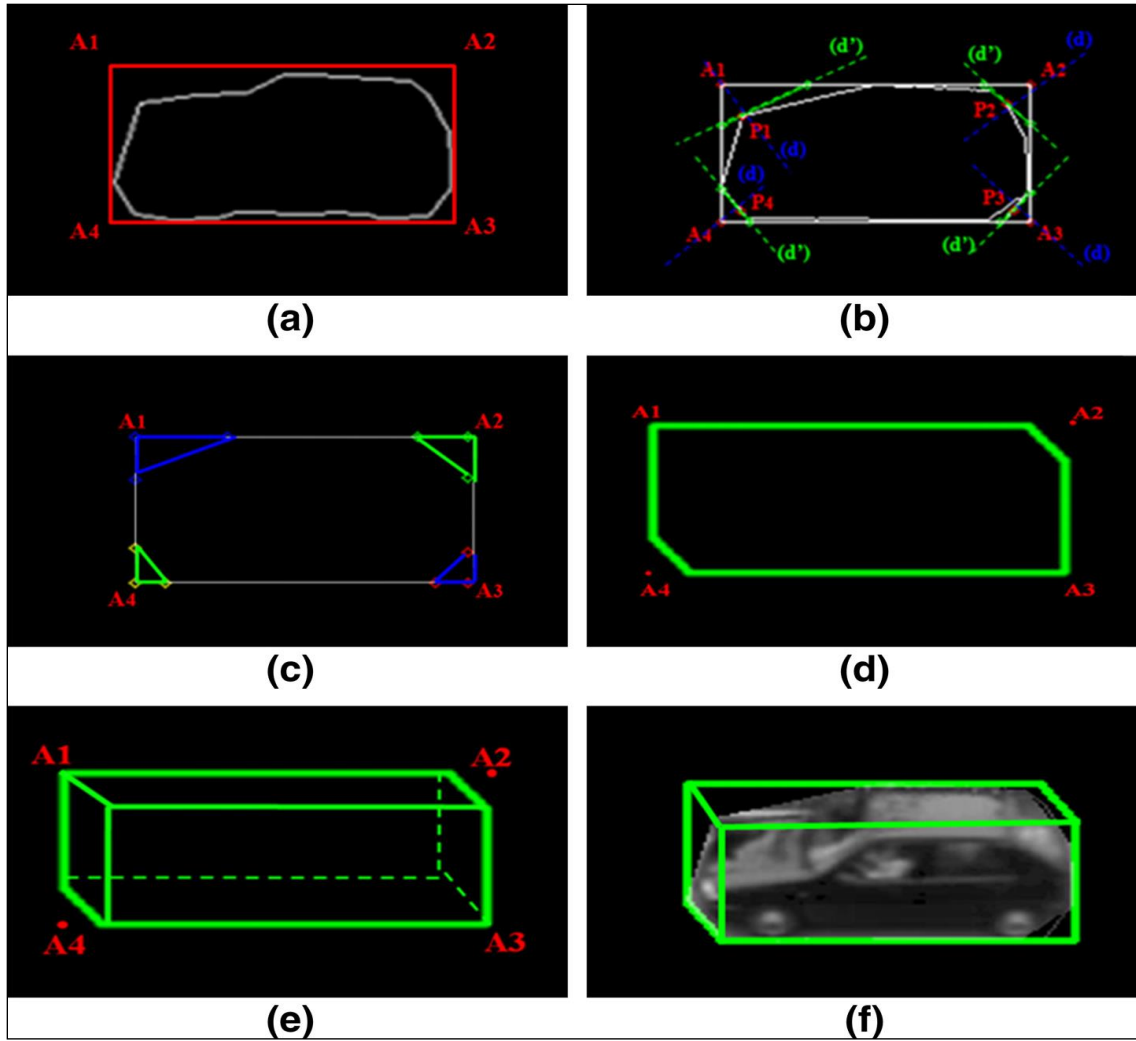 A1 A2
A4 A3
(a)
(d') (d') (d)
A1 A2
P1 P2
(d)
(d)
P4 P3
A4 A3
(d') (d') (d)
(b)
A1 A2
A4 A3
(c)
A1 A2
A4 A3
(d)
A1 A2
A4 A3
(e)
(f)